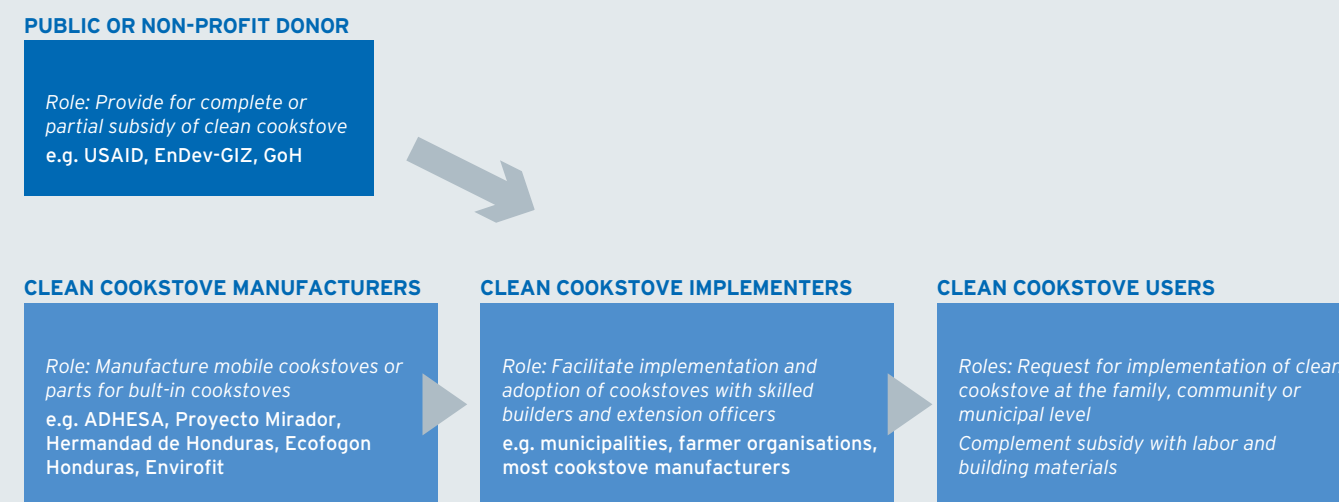 PUBLIC OR NON-PROFIT DONOR
Role: Provide for complete or
partial subsidy of clean cookstove
e.g. USAID, EnDev-GIZ, GoH
CLEAN COOKSTOVE MANUFACTURERS
Role: Manufacture mobile cookstoves or
parts for bult-in cookstoves
e.g. ADHESA, Proyecto Mirador,
Hermandad de Honduras, Ecofogon
Honduras, Envirofit
CLEAN COOKSTOVE IMPLEMENTERS
Role: Facilitate implementation and
adoption of cookstoves with skilled
builders and extension officers
e.g. municipalities, farmer organisations,
most cookstove manufacturers
CLEAN COOKSTOVE USERS
Roles: Request for implementation of clean
cookstove at the family, community or
municipal level
Complement subsidy with labor and
building materials